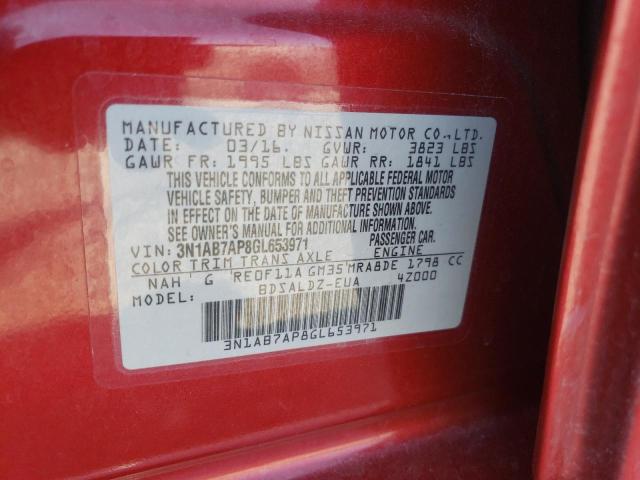 MANUFACTURED BY NISSAN MOTOR CO.,LTD.
DATE: 03/16. GVWR: 3823 LBS
GAWR FR: 1995 LBS GAWR RR: 1841 LBS
THIS VEHICLE CONFORMS TO ALL APPLICABLE FEDERAL MOTOR
VEHICLE SAFETY, BUMPER AND THEFT PREVENTION STANDARDS
IN EFFECT ON THE DATE OF MANUFACTURE SHOWN ABOVE.
SEE OWNER'S MANUAL FOR ADDITIONAL INFORMATION.
VIN: 3N1AB7AP8GL653971 PASSENGER CAR.
COLOR TRIM TRANS AXLE ENGINE
NAH G RE0F11A GM35 MRA8DE 1798 CC
MODEL: BDSALDZ-EUA 4Z000
3N1AB7AP8GL653971